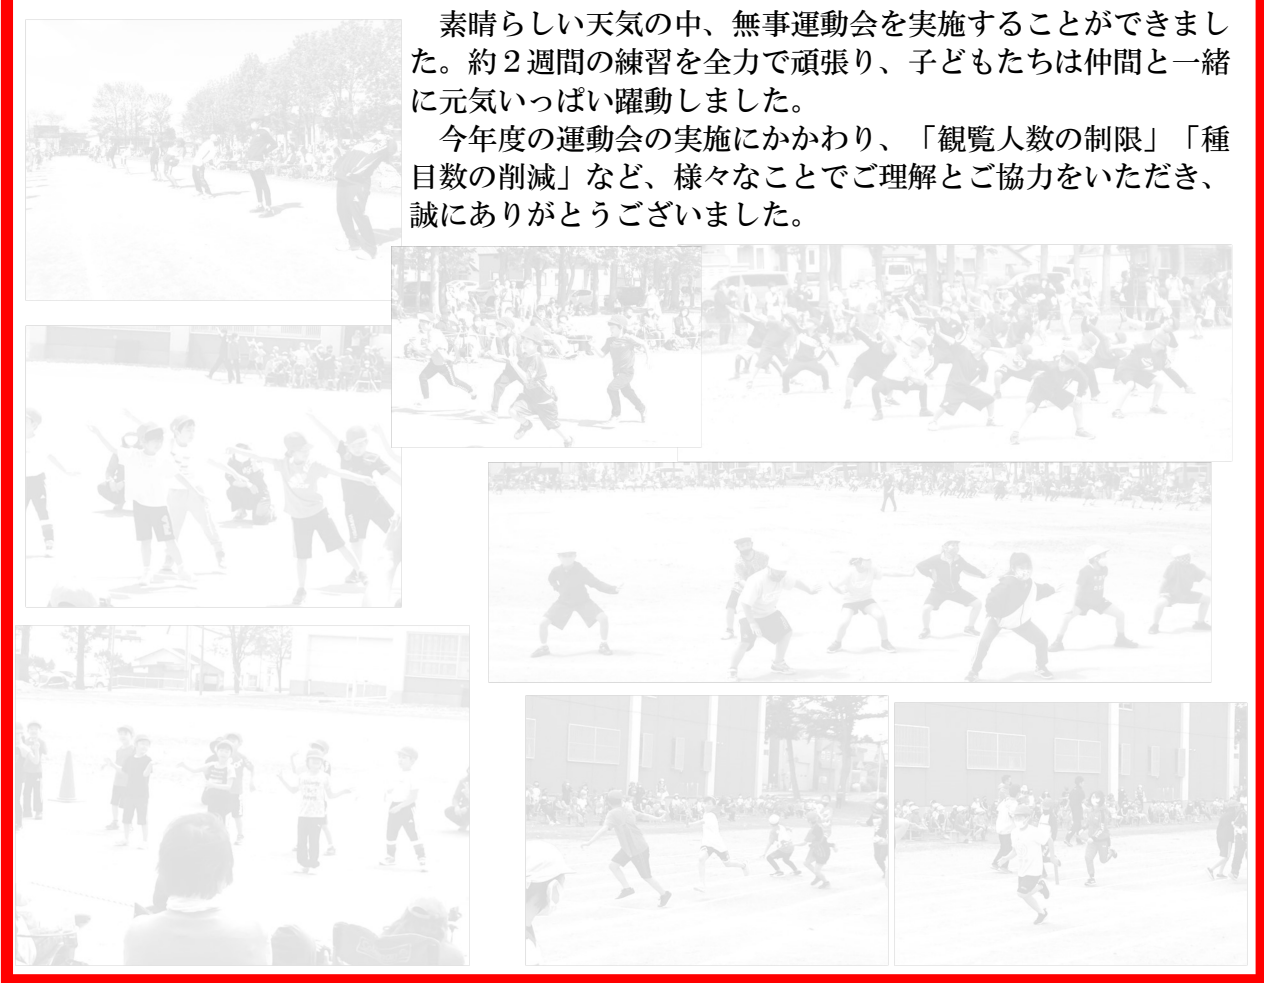 素晴らしい天気の中、無事運動会を実施することができまし
た。約２週間の練習を全力で頑張り、子どもたちは仲間と一緒
に元気いっぱい躍動しました。
　今年度の運動会の実施にかかわり、「観覧人数の制限」「種
目数の削減」など、様々なことでご理解とご協力をいただき、
誠にありがとうございました。